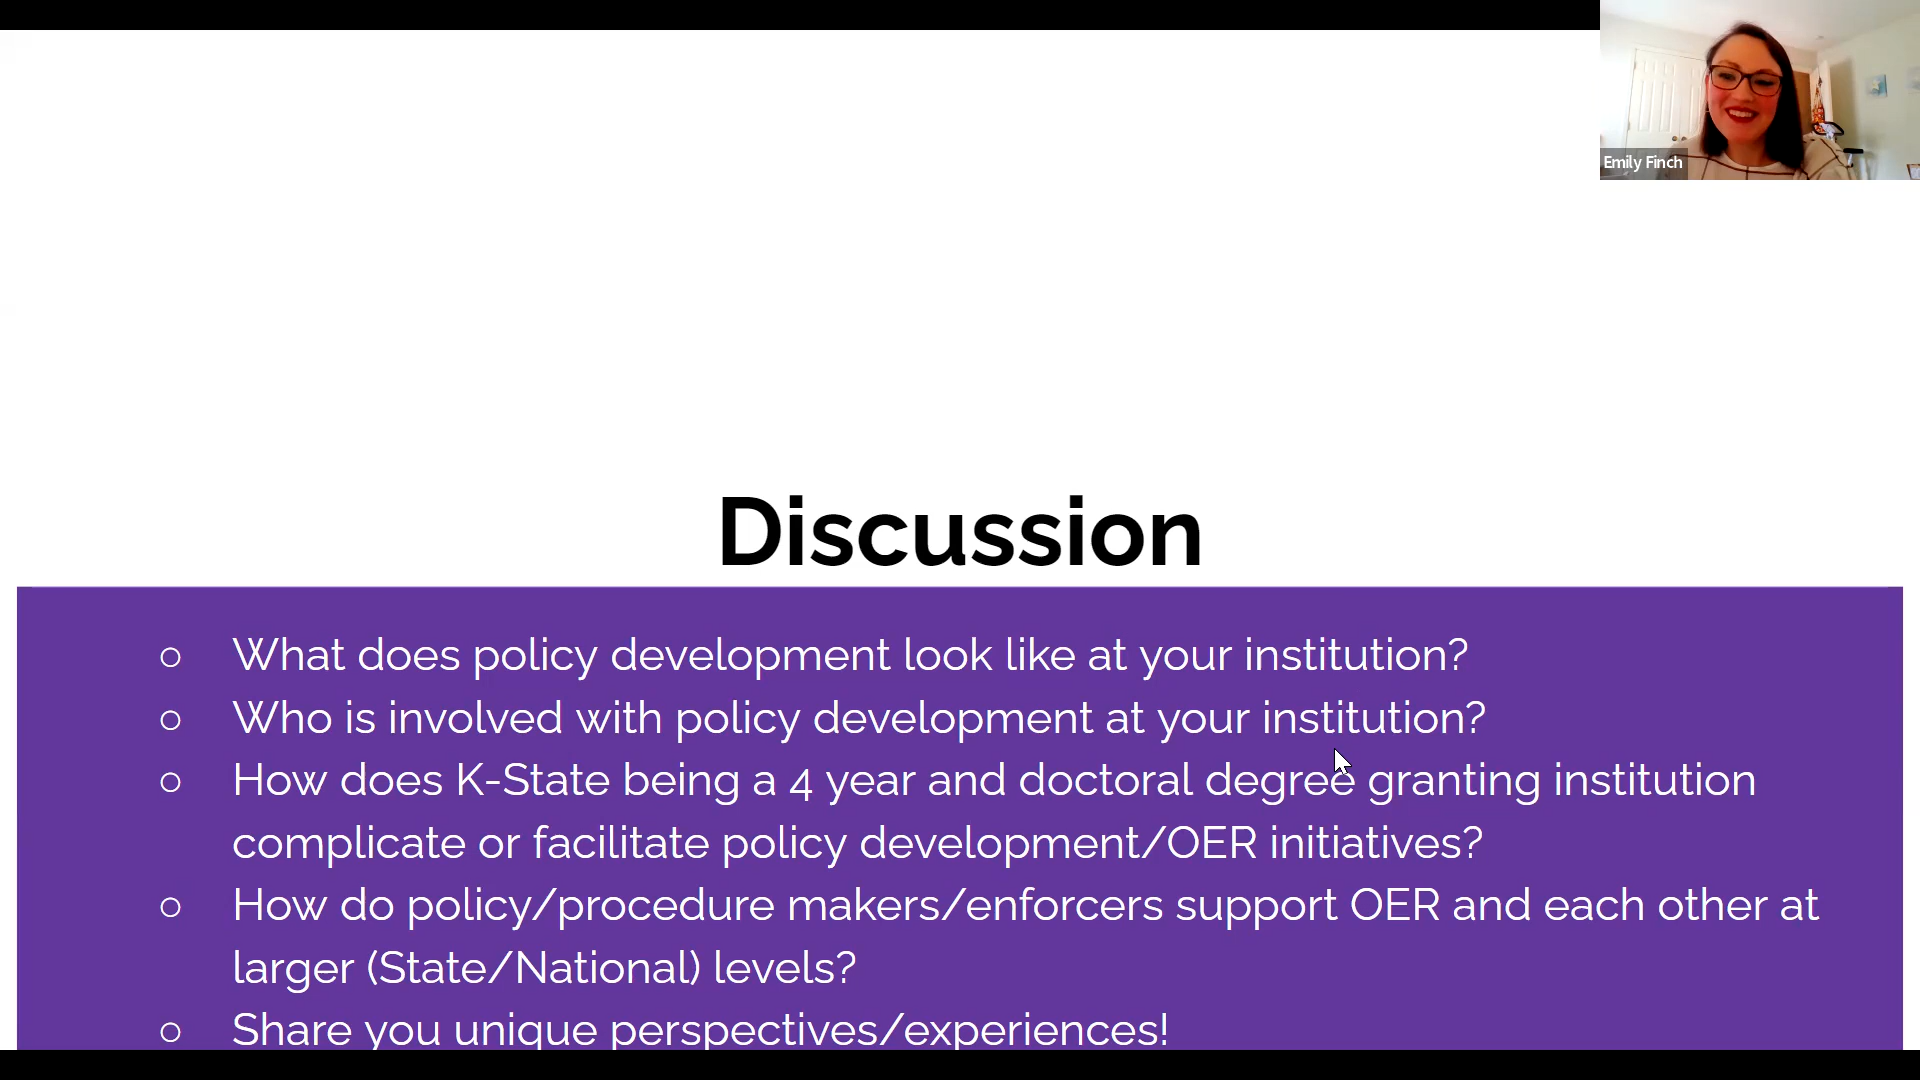 Emily Finch
Discussion
○ What does policy development look like at your institution?
○ Who is involved with policy development at your institution?
○ How does K-State being a 4 year and doctoral degree granting institution
complicate or facilitate policy development/OER initiatives?
○ How do policy/procedure makers/enforcers support OER and each other at
larger (State/National) levels?
○ Share you unique perspectives/experiences!